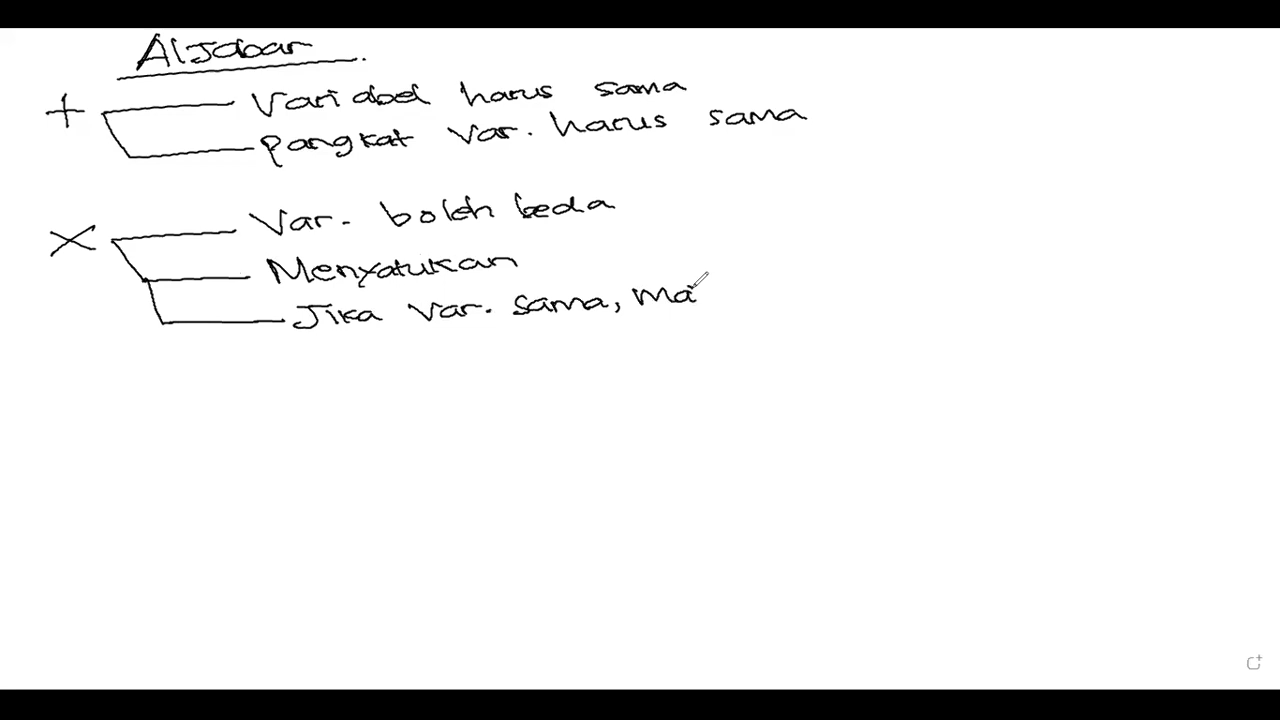 Aljabar.
+ Variabel harus sama
pangkat var. harus sama
× Var. boleh beda
Menyatukan
Jika var. sama, ma